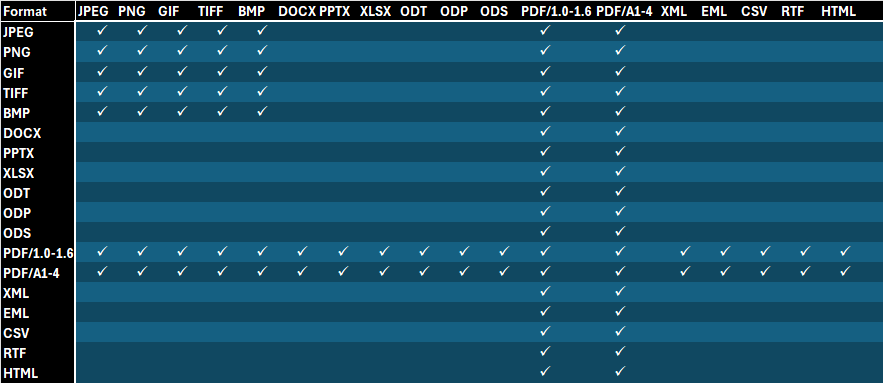 Format JPEG PNG GIF TIFF BMP DOCX PPTX XLSX ODT ODP ODS PDF/1.0-1.6 PDF/A1-4 XML EML CSV RTF HTML
JPEG ✓ ✓ ✓ ✓ ✓ ✓ ✓
PNG ✓ ✓ ✓ ✓ ✓ ✓ ✓
GIF ✓ ✓ ✓ ✓ ✓ ✓ ✓
TIFF ✓ ✓ ✓ ✓ ✓ ✓ ✓
BMP ✓ ✓ ✓ ✓ ✓ ✓ ✓
DOCX ✓ ✓
PPTX ✓ ✓
XLSX ✓ ✓
ODT ✓ ✓
ODP ✓ ✓
ODS ✓ ✓
PDF/1.0-1.6 ✓ ✓ ✓ ✓ ✓ ✓ ✓ ✓ ✓ ✓ ✓ ✓ ✓ ✓ ✓ ✓ ✓ ✓
PDF/A1-4 ✓ ✓ ✓ ✓ ✓ ✓ ✓ ✓ ✓ ✓ ✓ ✓ ✓ ✓ ✓ ✓ ✓ ✓
XML ✓ ✓
EML ✓ ✓
CSV ✓ ✓
RTF ✓ ✓
HTML ✓ ✓